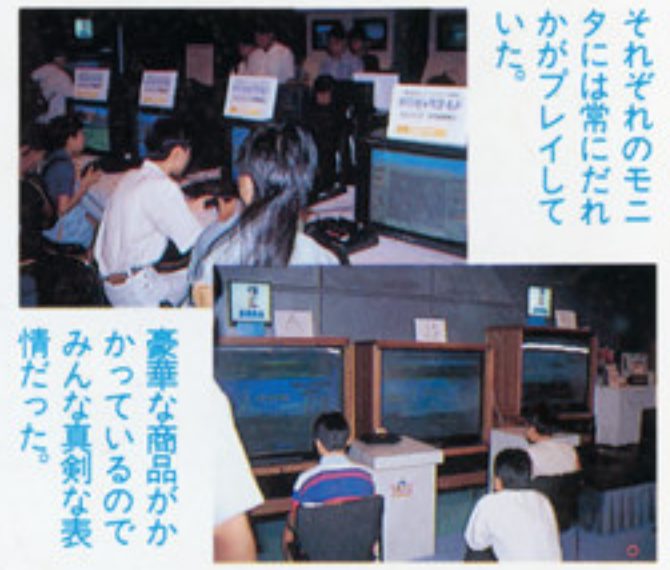 それぞれのモニ
タには常にだれ
かがプレイして
いた。
豪華な商品がか
かっているので
みんな真剣な表
情だった。